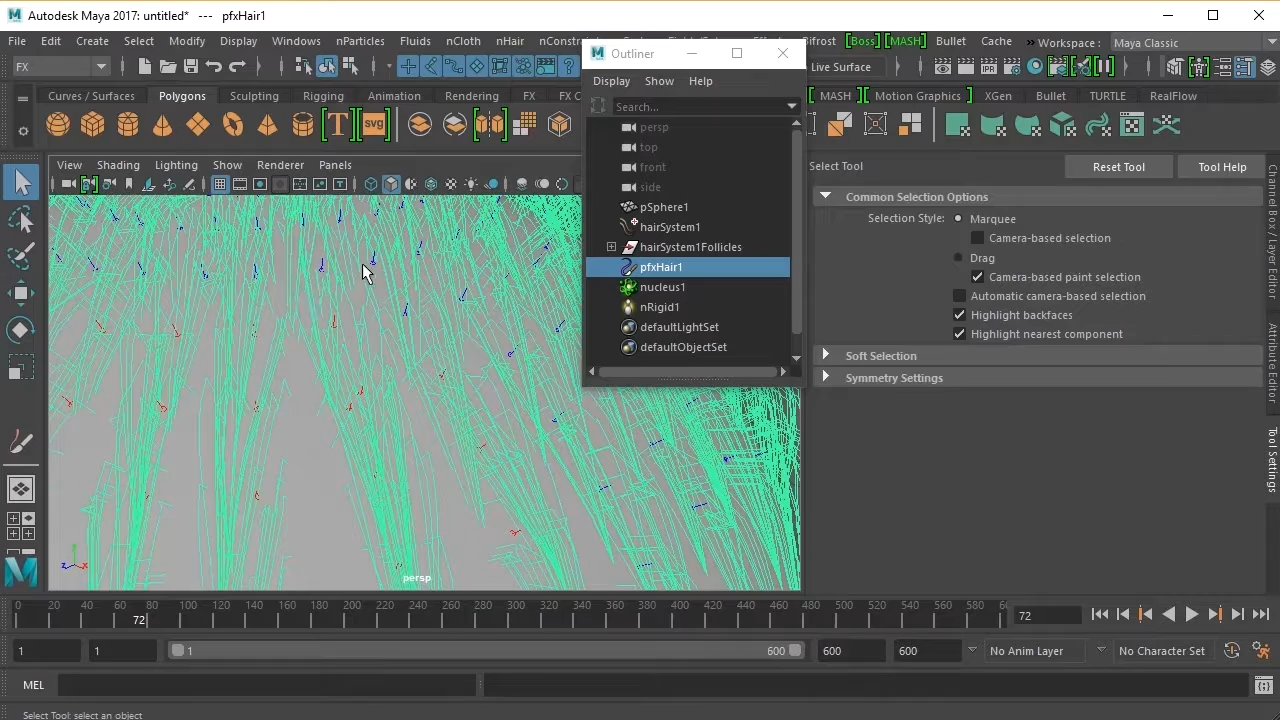 Autodesk Maya 2017: untitled* --- pfxHair1
File Edit Create Select Modify Display Windows nParticles Fluids nCloth nHair Bifrost [Boss] [MASH] Bullet Cache » Workspace : Maya Classic
FX
Live Surface
IPR
Curves / Surfaces Polygons Sculpting Rigging Animation Rendering FX FX C
MASH Motion Graphics XGen Bullet TURTLE RealFlow
T svg
View Shading Lighting Show Renderer Panels
persp
Outliner
Display Show Help
Search...
persp
top
front
side
pSphere1
hairSystem1
hairSystem1Follicles
pfxHair1
nucleus1
nRigid1
defaultLightSet
defaultObjectSet
Select Tool Reset Tool Tool Help
Common Selection Options
Selection Style: Marquee
Camera-based selection
Drag
Camera-based paint selection
Automatic camera-based selection
Highlight backfaces
Highlight nearest component
Soft Selection
Symmetry Settings
Channel Box / Layer Editor
Attribute Editor
Tool Settings
0 20 40 60 80 100 120 140 160 180 200 220 240 260 280 300 320 340 360 380 400 420 440 460 480 500 520 540 560 580
72
72
1 1 1 600 600 600 No Anim Layer No Character Set
MEL
Select Tool: select an object